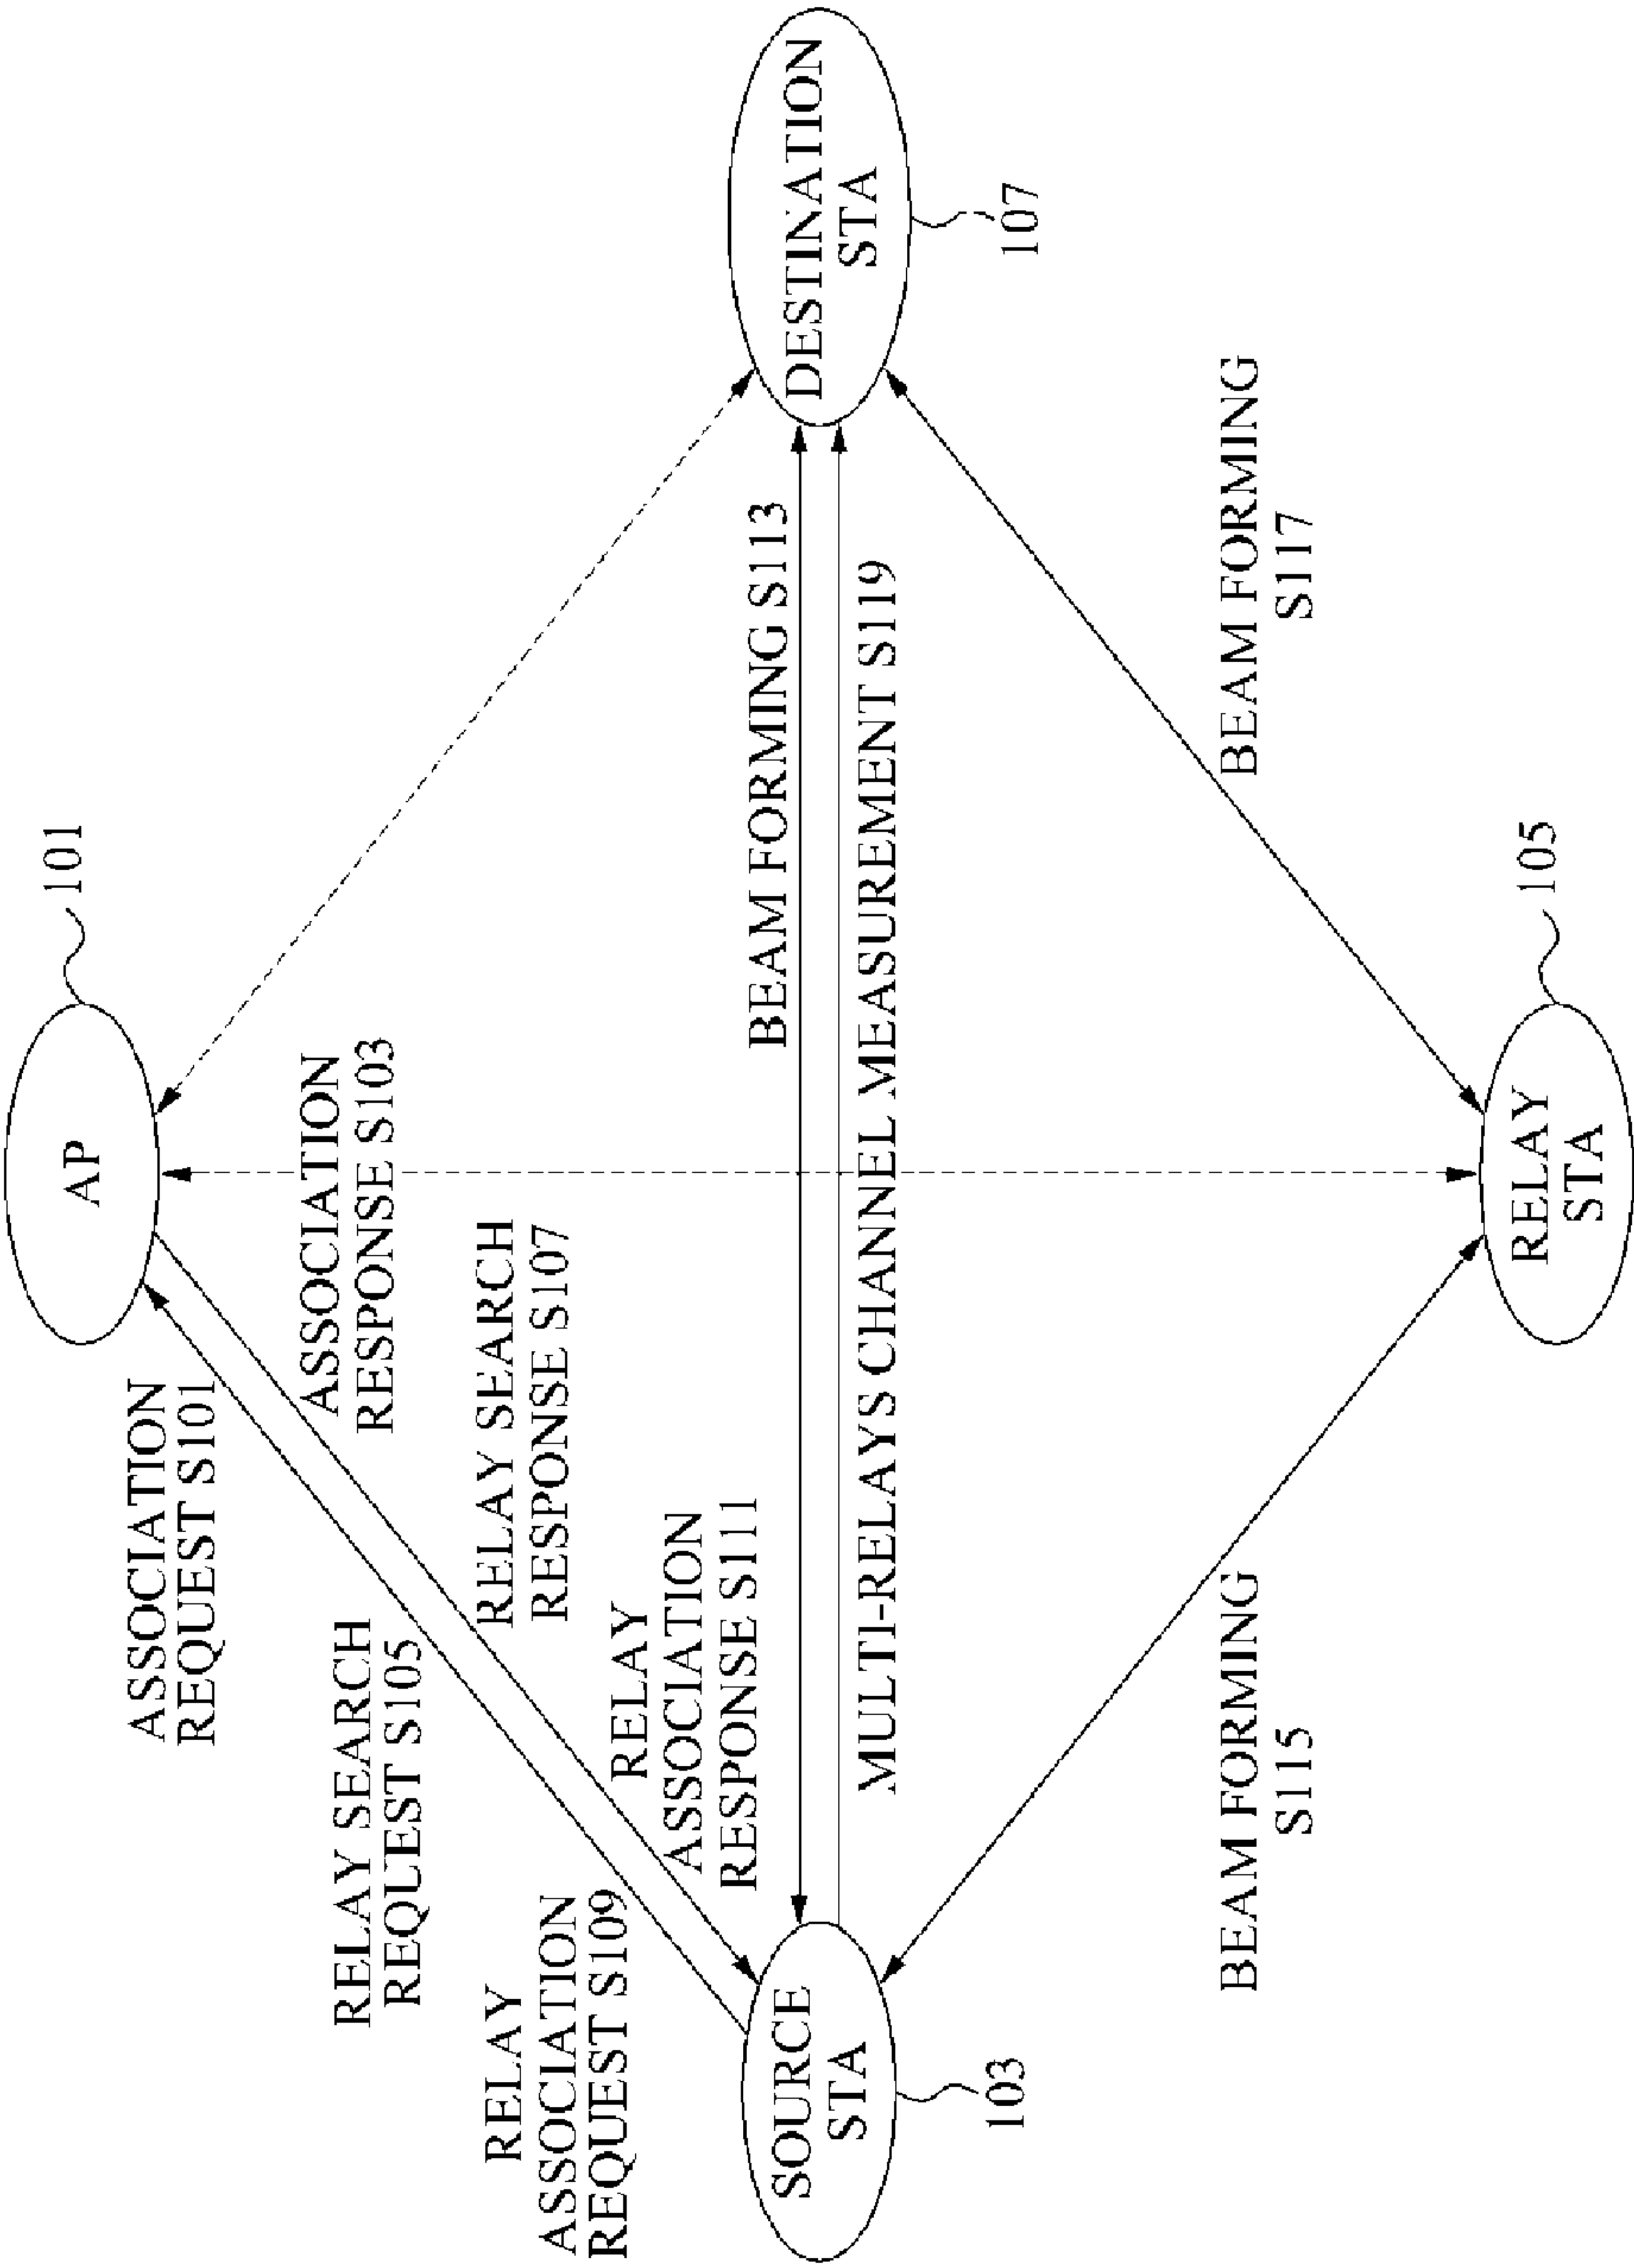 101
AP
ASSOCIATION
REQUEST S101
ASSOCIATION
RESPONSE S103
RELAY SEARCH
REQUEST S105
RELAY SEARCH
RESPONSE S107
RELAY
ASSOCIATION
REQUEST S109
RELAY
ASSOCIATION
RESPONSE S111
BEAM FORMING S113
SOURCE
STA
DESTINATION
STA
MULTI-RELAYS CHANNEL MEASUREMENT S119
103
107
BEAM FORMING
S115
BEAM FORMING
S117
RELAY
STA
105